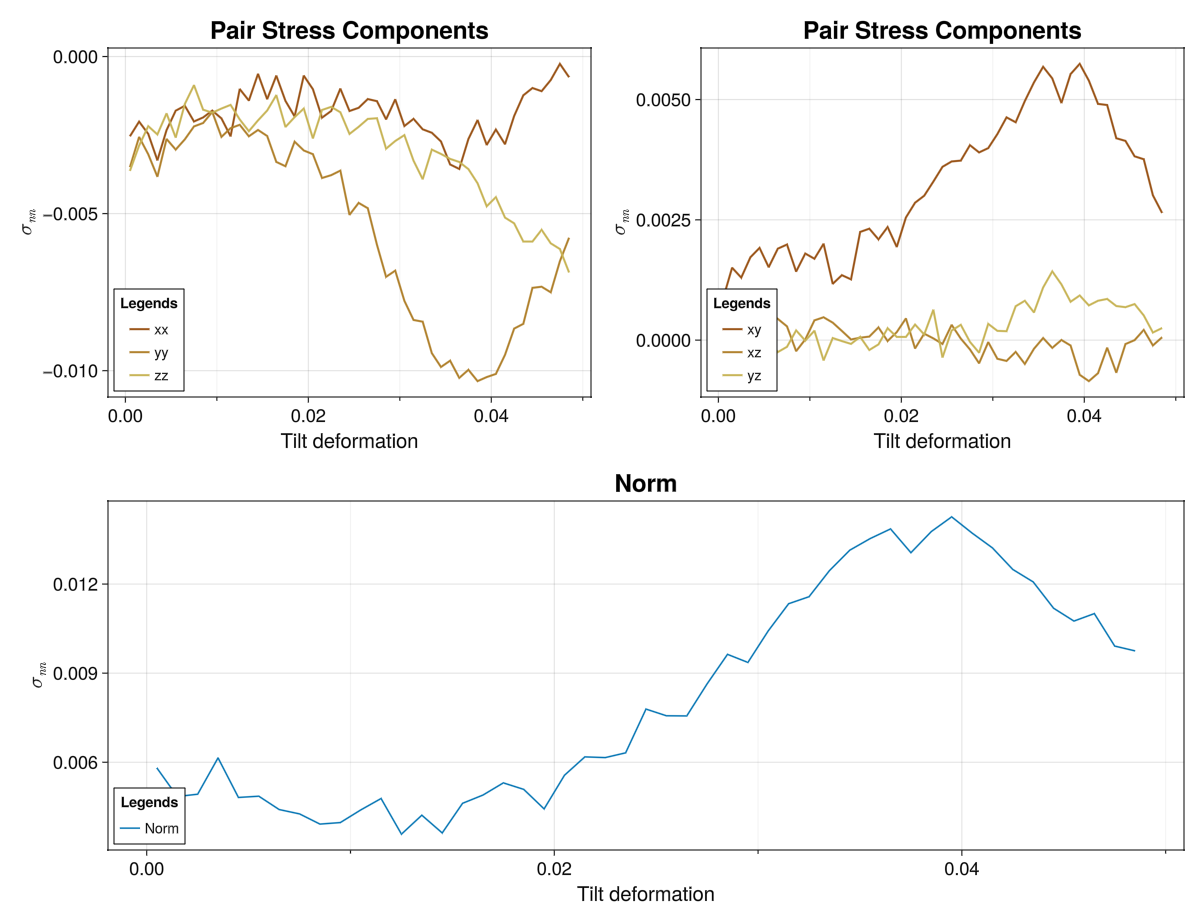 Pair Stress Components
0.000
−0.005
−0.010
σₙₙ
Legends
xx
yy
zz
0.00
0.02
0.04
Tilt deformation
Pair Stress Components
0.0050
0.0025
0.0000
σₙₙ
Legends
xy
xz
yz
0.00
0.02
0.04
Tilt deformation
Norm
0.012
0.009
0.006
σₙₙ
Legends
Norm
0.00
0.02
0.04
Tilt deformation